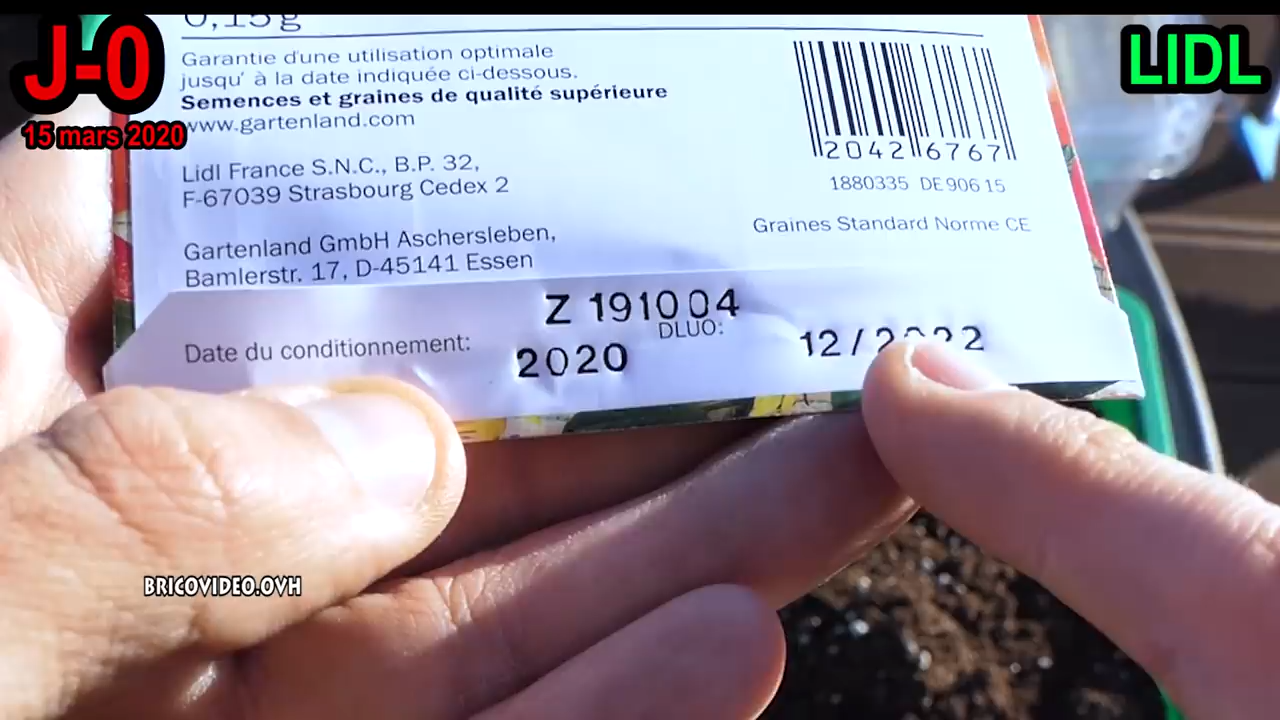 J-0
15 mars 2020
LIDL
0,15 g
Garantie d'une utilisation optimale
jusqu' à la date indiquée ci-dessous.
Semences et graines de qualité supérieure
www.gartenland.com
Lidl France S.N.C., B.P. 32,
F-67039 Strasbourg Cedex 2
Gartenland GmbH Aschersleben,
Bamlerstr. 17, D-45141 Essen
2042 6767
1880335 DE 906 15
Graines Standard Norme CE
Z 191004
Date du conditionnement: 2020
DLUO: 12/2022
BRICOVIDEO.OVH